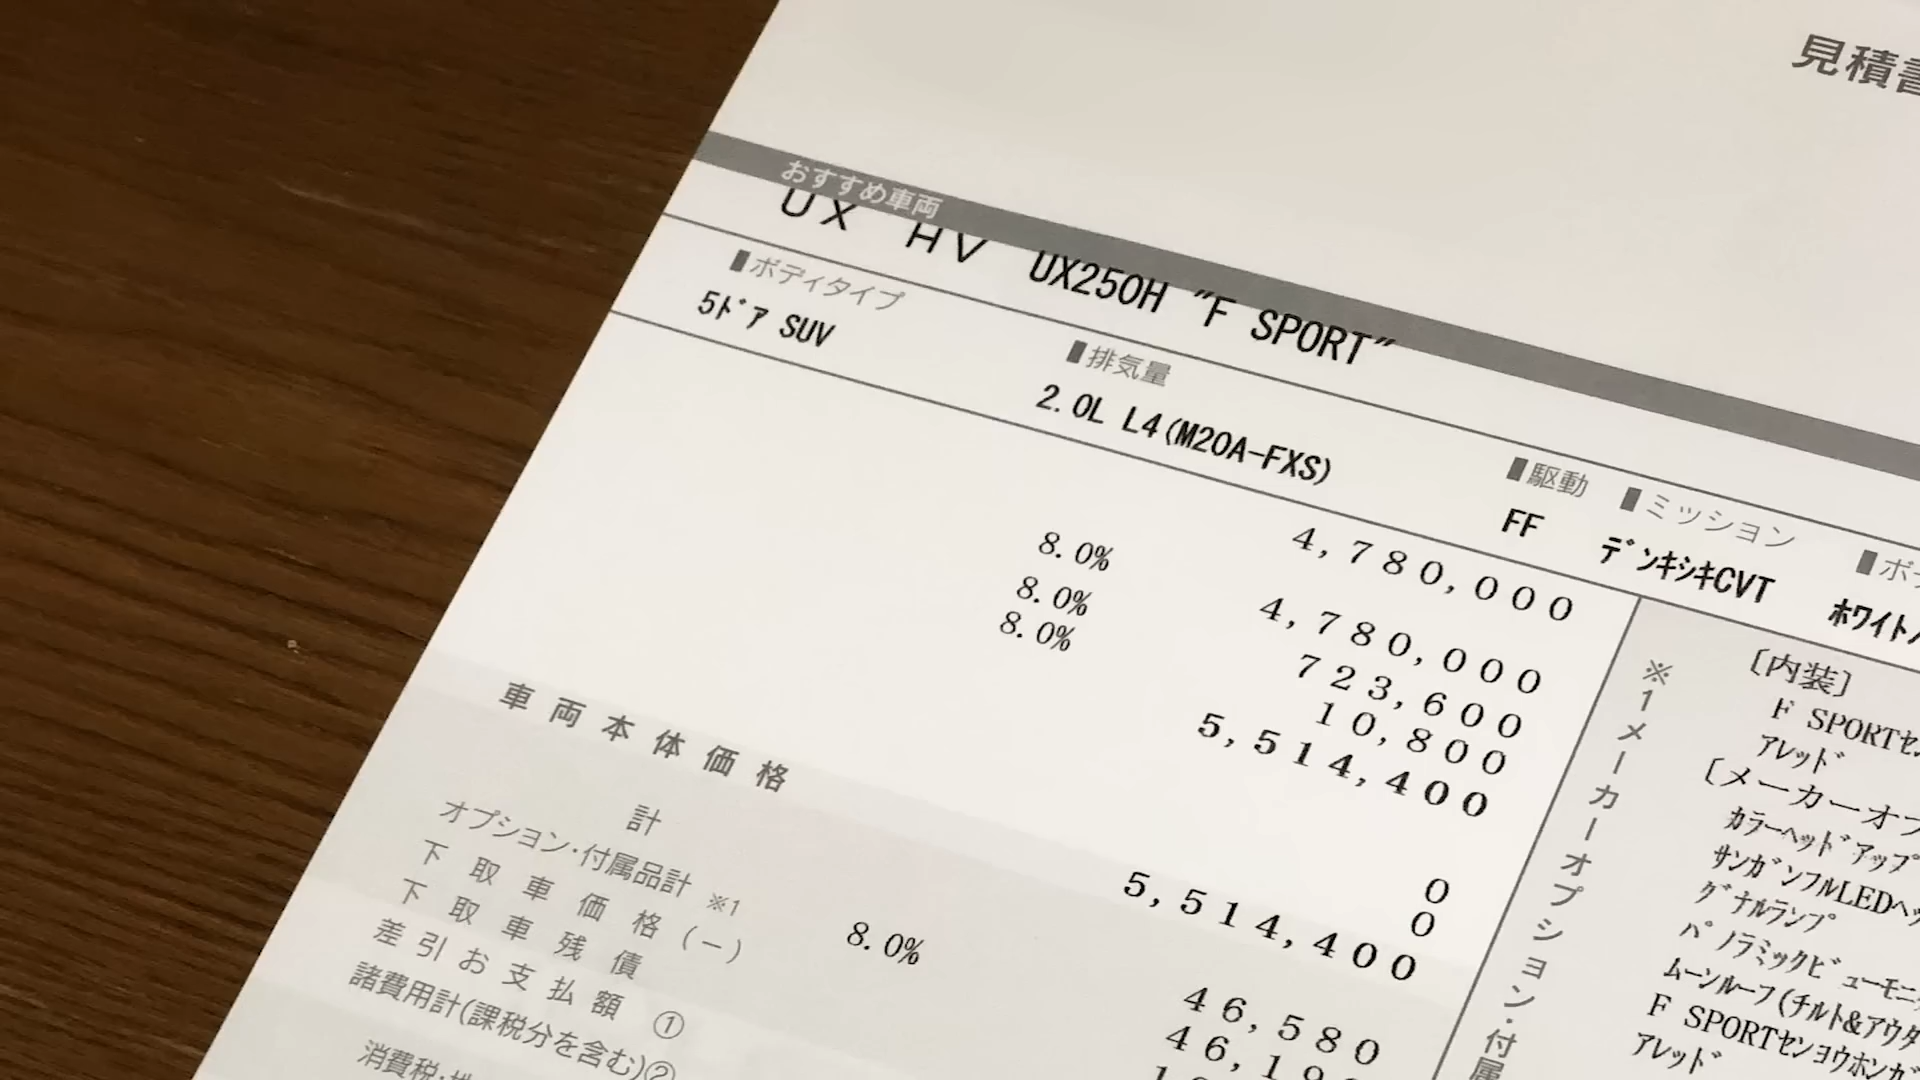 見積書
おすすめ車両
UX HV UX250H "F SPORT"
ボディタイプ
5ドア SUV
排気量
2.0L L4(M20A-FXS)
駆動
FF
ミッション
デンキシキCVT
ボデ
ホワイトノ
8.0% 4,780,000
8.0% 4,780,000
8.0% 723,600
10,800
5,514,400
車両本体価格
計
オプション・付属品計 ※1
下取車価格(-) 0
下取車残債 0
差引お支払額 ① 8.0% 5,514,400
諸費用計(課税分を含む)② 46,580
消費税・ 46,19
※1メーカーオプション・付属
〔内装〕
F SPORTセ
アレッド
〔メーカーオプ
カラーヘッドアップ
サンガンフルLEDヘッ
グナルランプ
パノラミックビューモニ
ムーンルーフ(チルト&アウタ
F SPORTセンヨウホンガ
アレッド